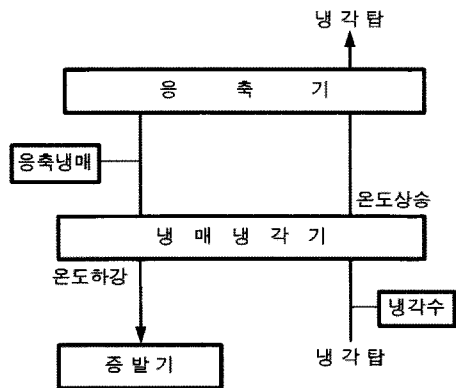 냉각탑
응 축 기
응축냉매
온도상승
냉 매 냉 각 기
온도하강
냉각수
증 발 기
냉 각 탑